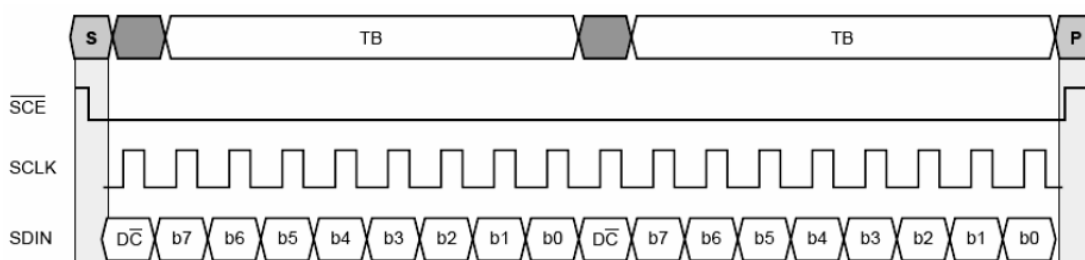 S TB TB P
S̅C̅E̅
SCLK
SDIN DC̅ b7 b6 b5 b4 b3 b2 b1 b0 DC̅ b7 b6 b5 b4 b3 b2 b1 b0